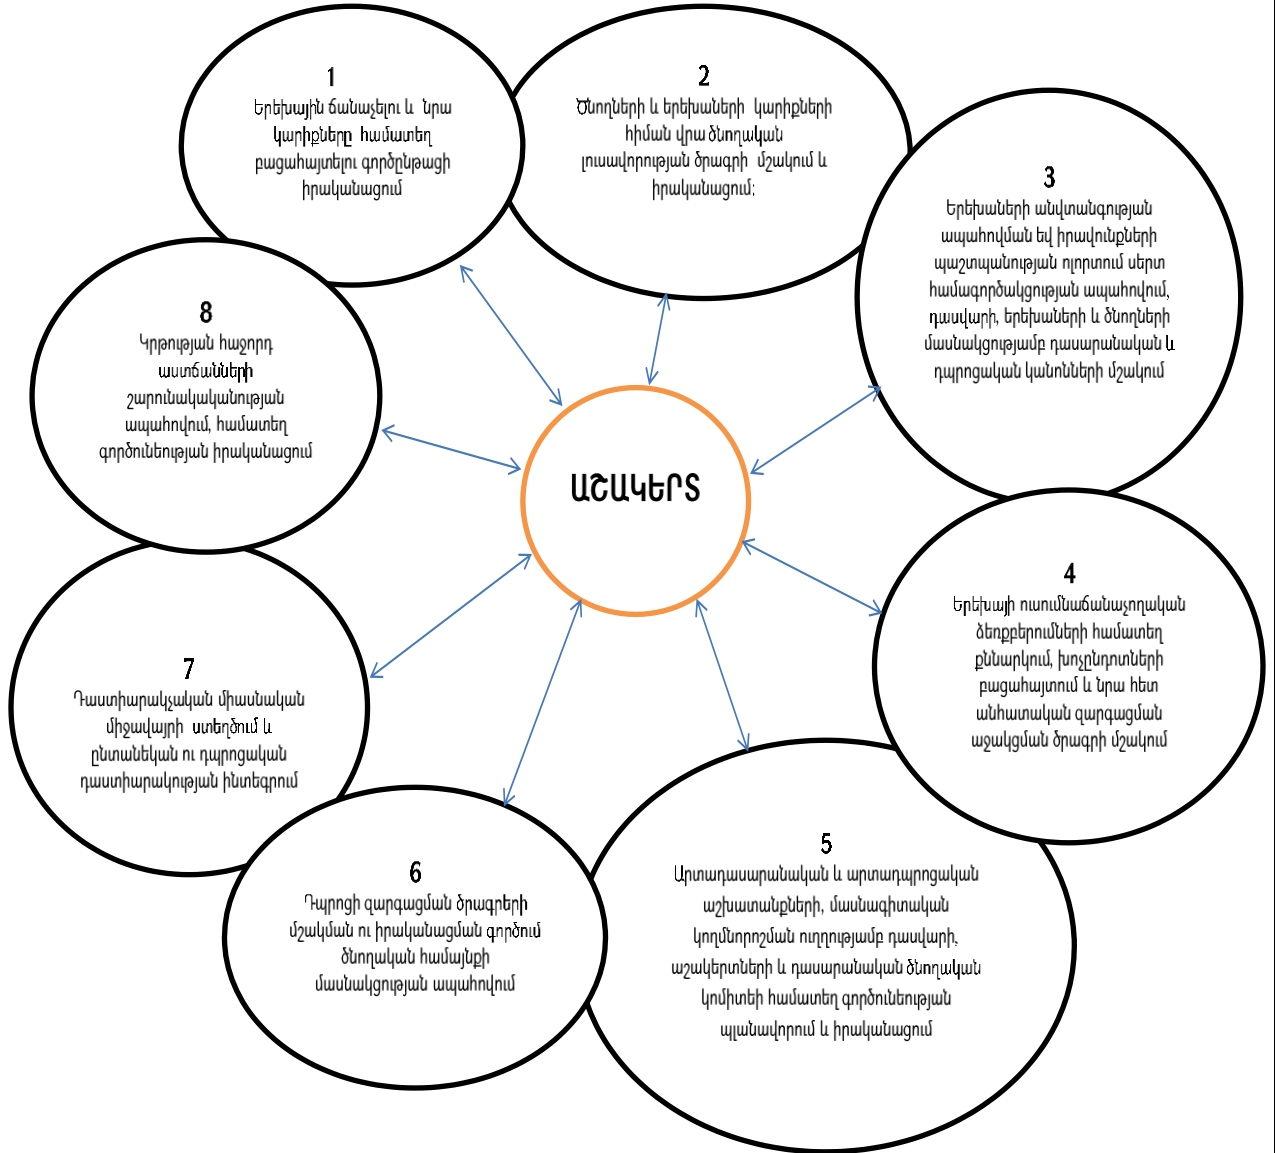 1
Երեխային ճանաչելու և նրա
կարիքները համատեղ
բացահայտելու գործընթացի
իրականացում
2
Ծնողների և երեխաների կարիքների
հիման վրա ծնողական
լուսավորության ծրագրի մշակում և
իրականացում:
3
Երեխաների անվտանգության
ապահովման եվ իրավունքների
պաշտպանության ոլորտում սերտ
համագործակցության ապահովում,
դասվարի, երեխաների և ծնողների
մասնակցությամբ դասարանական և
դպրոցական կանոնների մշակում
4
Երեխայի ուսումնաճանաչողական
ձեռքբերումների համատեղ
քննարկում, խոչընդոտների
բացահայտում և նրա հետ
անհատական զարգացման
աջակցման ծրագրի մշակում
5
Արտադասարանական և արտադպրոցական
աշխատանքների, մասնագիտական
կողմնորոշման ուղղությամբ դասվարի,
աշակերտների և դասարանական ծնողական
կոմիտեի համատեղ գործունեության
պլանավորում և իրականացում
6
Դպրոցի զարգացման ծրագրերի
մշակման ու իրականացման գործում
ծնողական համայնքի
մասնակցության ապահովում
7
Դաստիարակչական միասնական
միջավայրի ստեղծում և
ընտանեկան ու դպրոցական
դաստիարակության ինտեգրում
8
Կրթության հաջորդ
աստճանների
շարունակականության
ապահովում, համատեղ
գործունեության իրականացում
ԱՇԱԿԵՐՏ